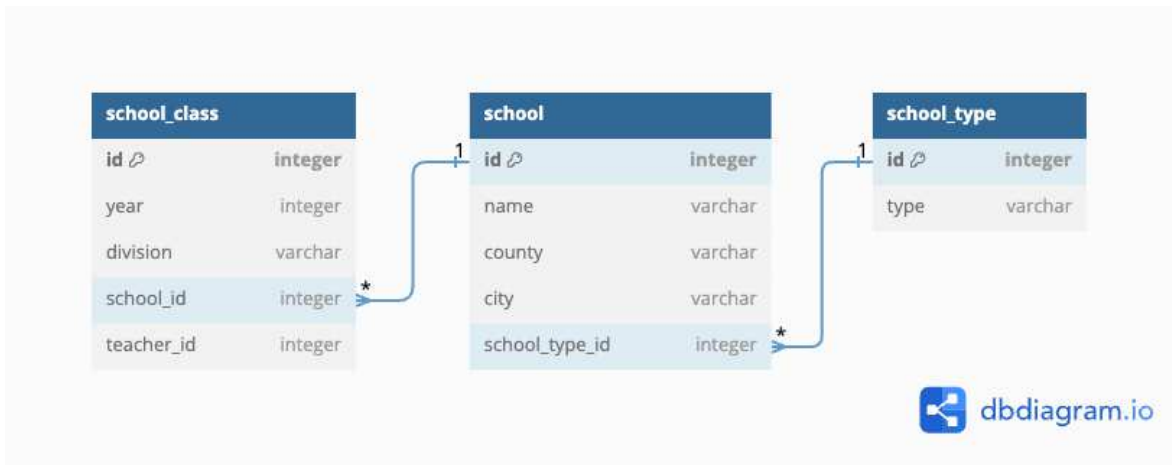 school_class
id integer
year integer
division varchar
school_id integer
teacher_id integer
*
1
school
id integer
name varchar
county varchar
city varchar
school_type_id integer
*
1
school_type
id integer
type varchar
dbdiagram.io